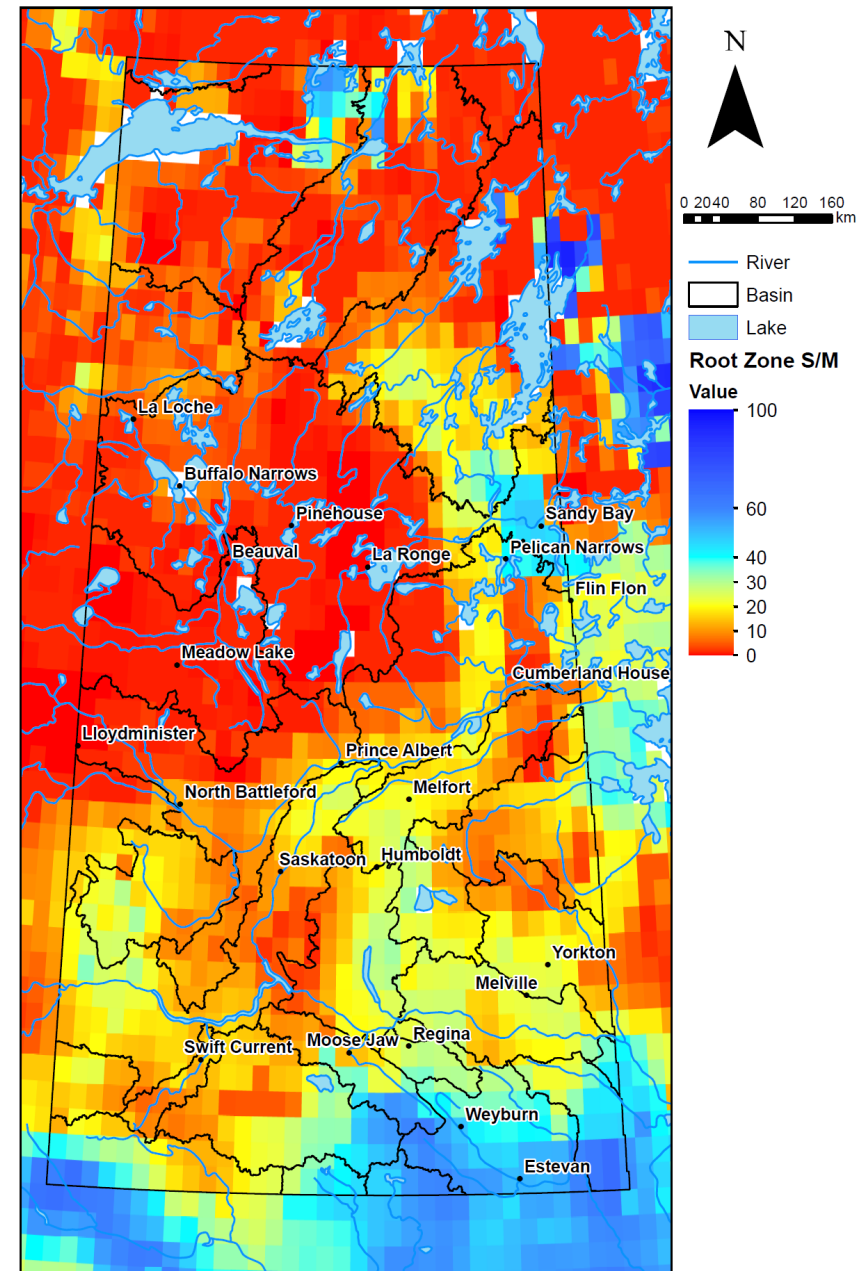 N
0 20 40 80 120 160
km
River
Basin
Lake
Root Zone S/M
Value
100
60
40
30
20
10
0
La Loche
Buffalo Narrows
Pinehouse
Sandy Bay
Beauval
La Ronge
Pelican Narrows
Flin Flon
Meadow Lake
Cumberland House
Lloydminister
Prince Albert
North Battleford
Melfort
Saskatoon
Humboldt
Yorkton
Melville
Swift Current
Moose Jaw
Regina
Weyburn
Estevan